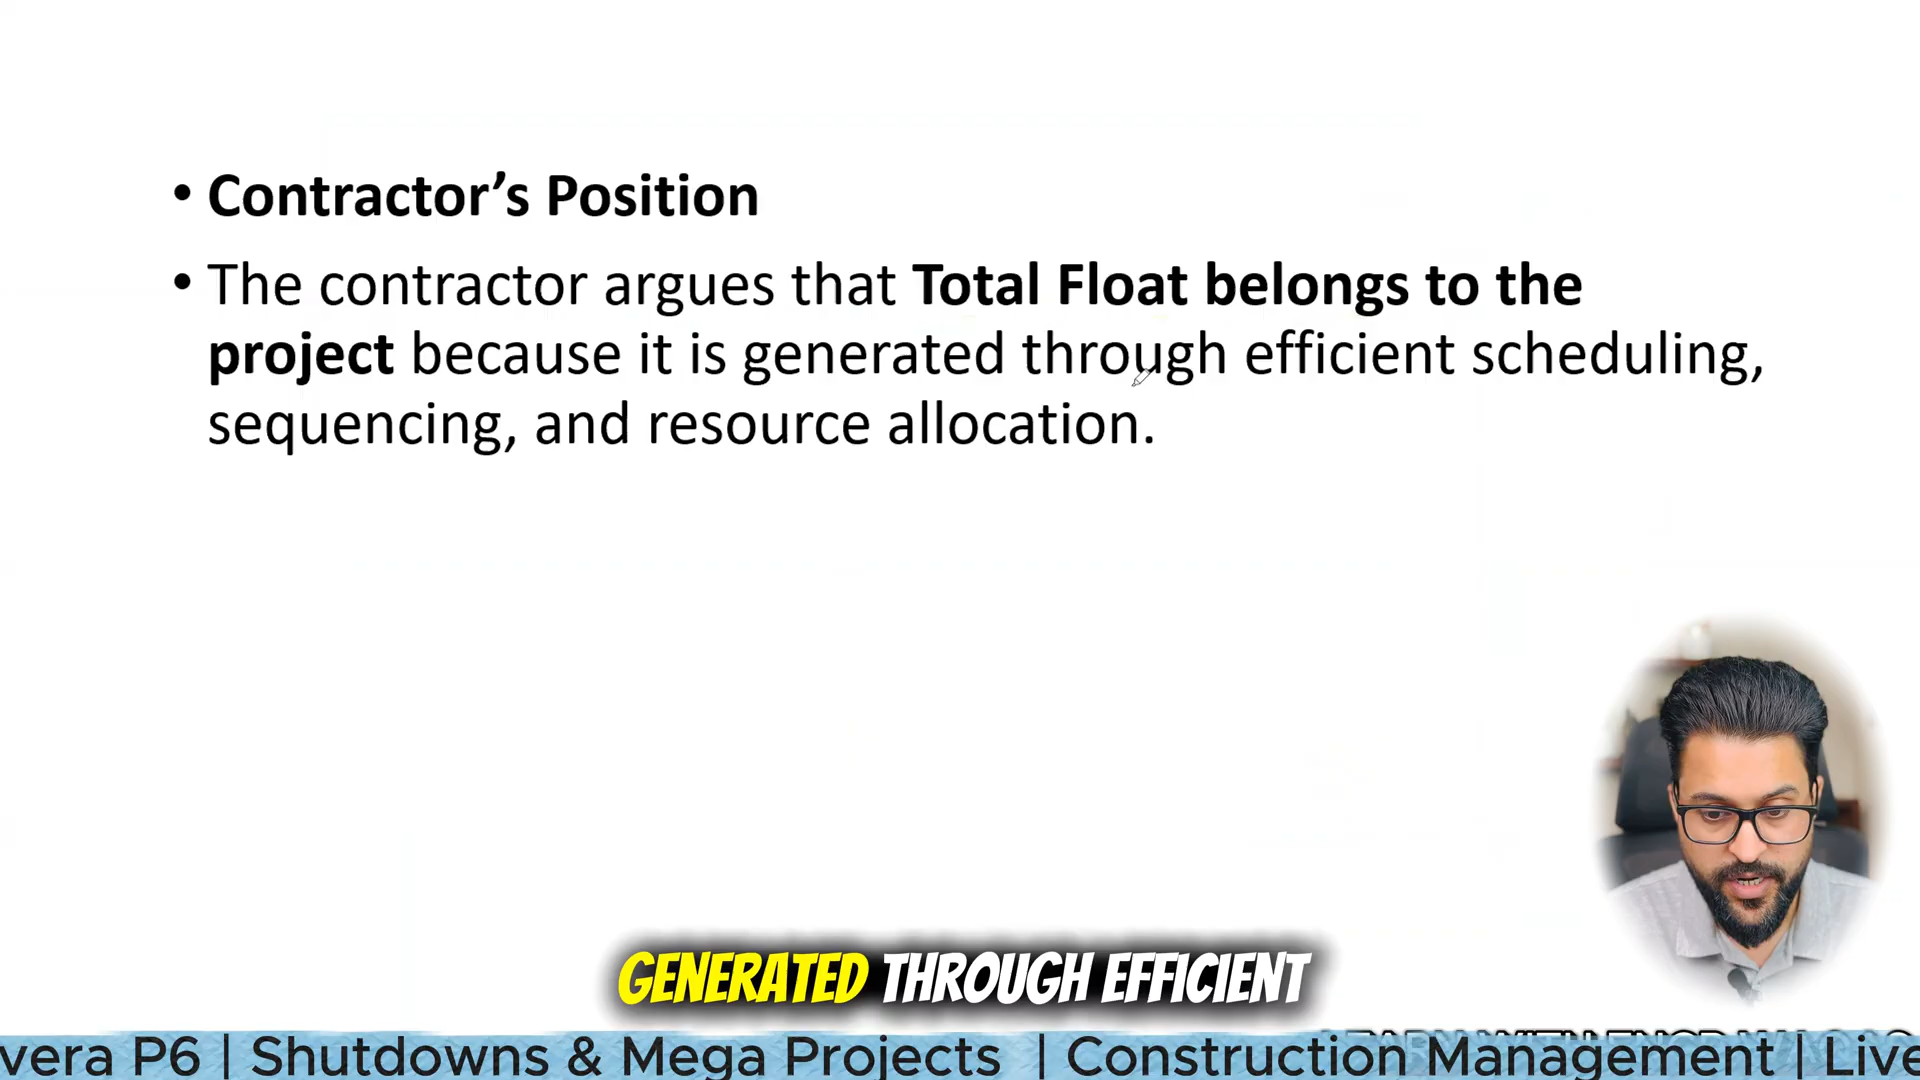 • Contractor’s Position
• The contractor argues that Total Float belongs to the
project because it is generated through efficient scheduling,
sequencing, and resource allocation.
GENERATED THROUGH EFFICIENT
vera P6 | Shutdowns & Mega Projects | Construction Management | Live